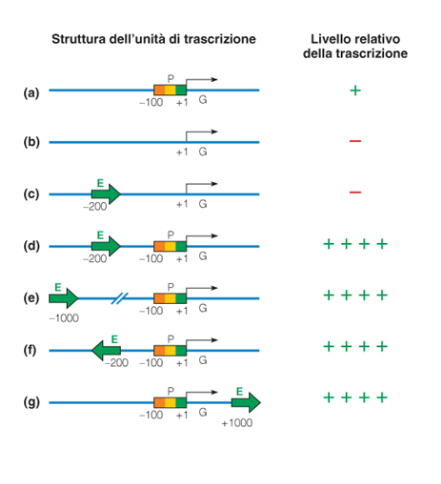 Struttura dell'unità di trascrizione
Livello relativo
della trascrizione
(a) P G +
−100 +1
(b) +1 G −
(c) E −200 +1 G −
(d) E P −200 −100 +1 G + + + +
(e) E P −1000 −100 +1 G + + + +
(f) E P −200 −100 +1 G + + + +
(g) P E −100 +1 G +1000 + + + +